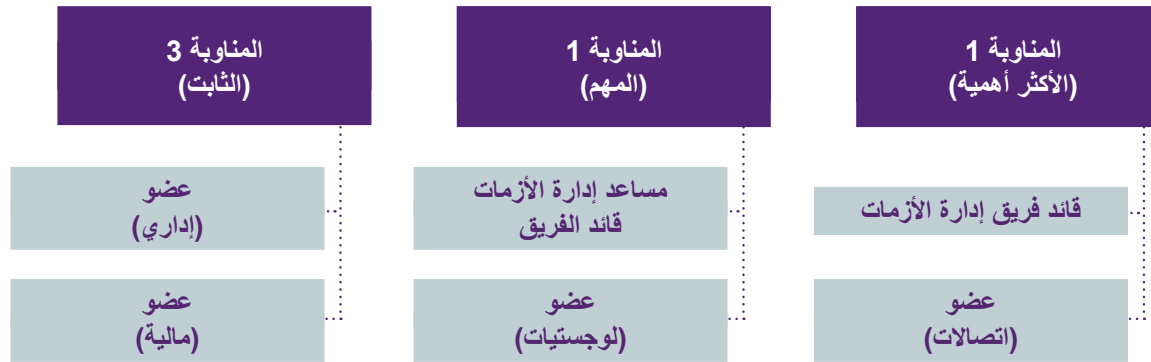 المناوبة 1
(الأكثر أهمية)
قائد فريق إدارة الأزمات
عضو
(اتصالات)
المناوبة 1
(المهم)
مساعد إدارة الأزمات
قائد الفريق
عضو
(لوجستيات)
المناوبة 3
(الثابت)
عضو
(إداري)
عضو
(مالية)